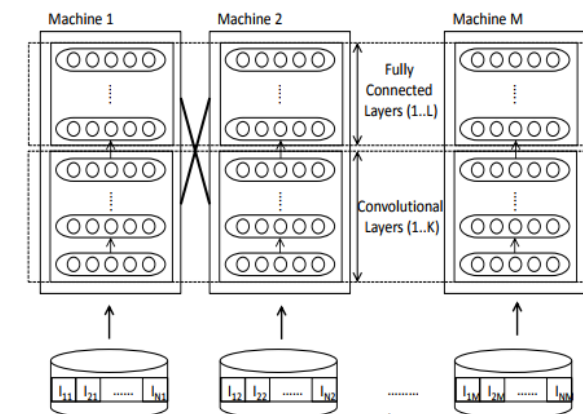 Machine 1
Machine 2
Machine M
Fully
Connected
Layers (1..L)
Convolutional
Layers (1..K)
I11 I21 ...... IN1
I12 I22 ...... IN2
.........
I1M I2M ...... INM